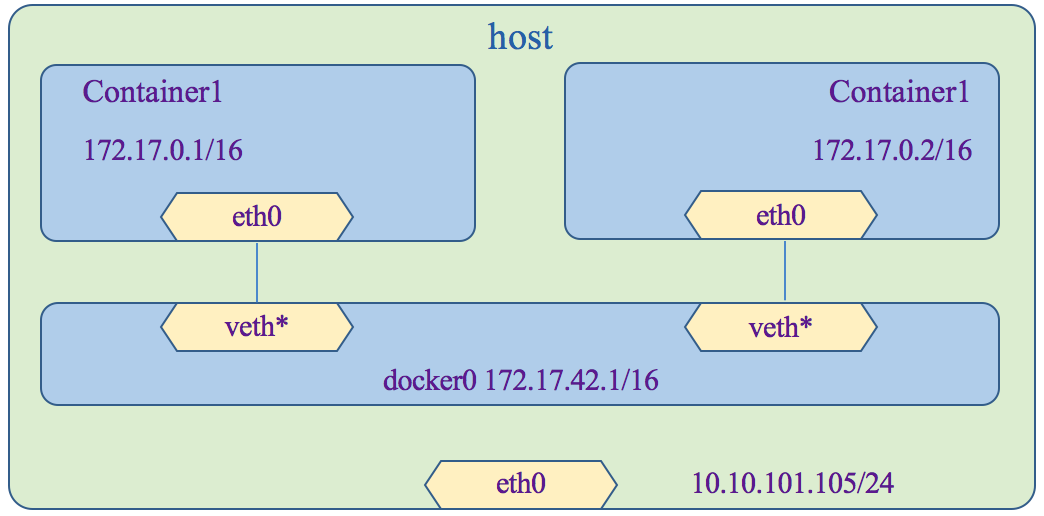 host
Container1
172.17.0.1/16
eth0
Container1
172.17.0.2/16
eth0
veth*
veth*
docker0 172.17.42.1/16
eth0
10.10.101.105/24